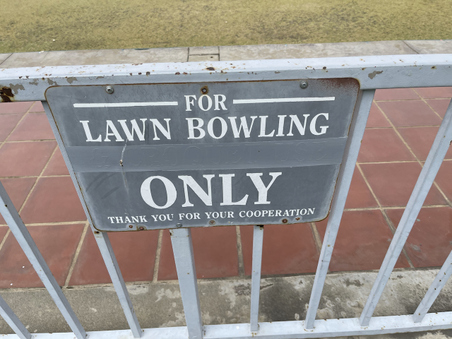 FOR
LAWN BOWLING
ONLY
THANK YOU FOR YOUR COOPERATION